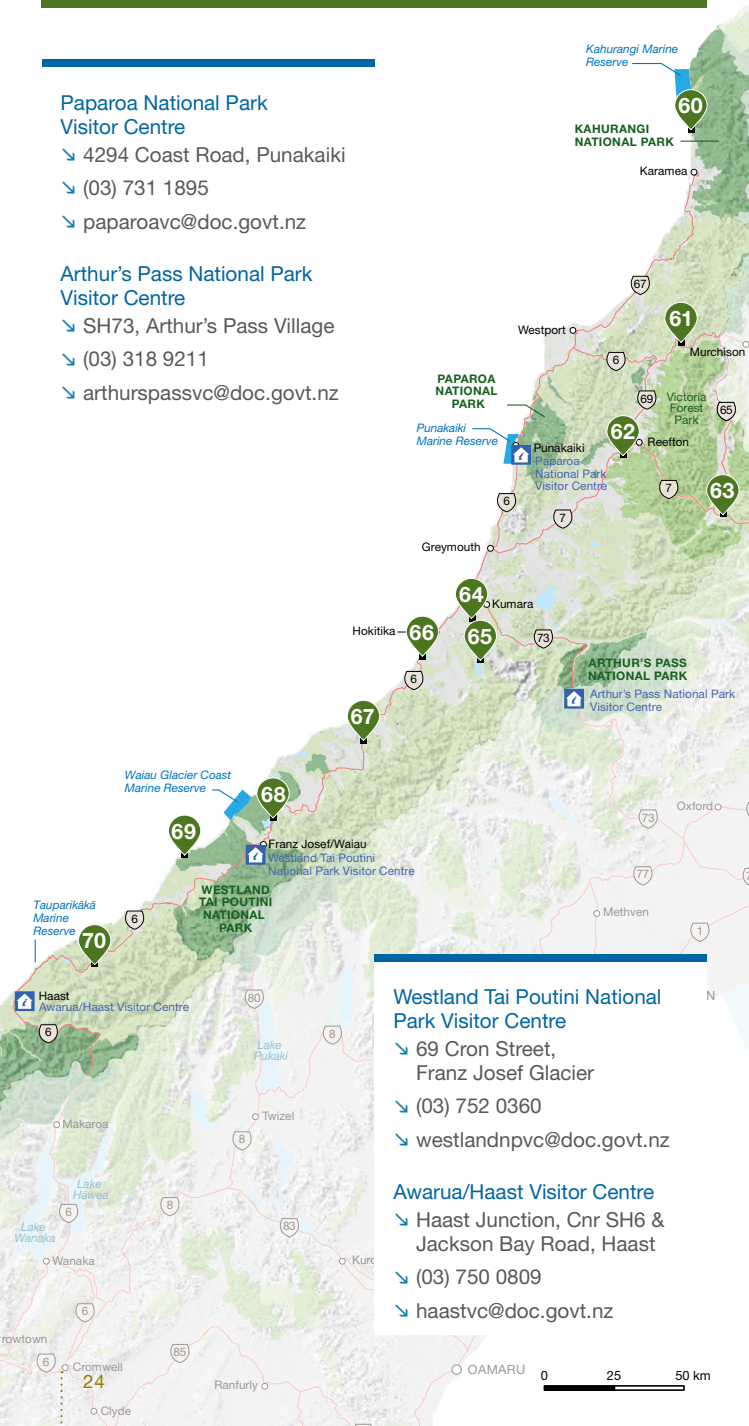 Paparoa National Park
Visitor Centre
↘ 4294 Coast Road, Punakaiki
↘ (03) 731 1895
↘ paparoavc@doc.govt.nz
Arthur's Pass National Park
Visitor Centre
↘ SH73, Arthur's Pass Village
↘ (03) 318 9211
↘ arthurspassvc@doc.govt.nz
Kahurangi Marine
Reserve
60
KAHURANGI
NATIONAL PARK
Karamea
67
61
Westport
Murchison
6
PAPAROA
NATIONAL
PARK
69
Victoria
Forest
Park
65
Punakaiki
Marine Reserve
62
Reefton
Punakaiki
Paparoa
National Park
Visitor Centre
7
63
6
7
Greymouth
64
Kumara
Hokitika
66
65
73
6
ARTHUR'S PASS
NATIONAL PARK
Arthur's Pass National Park
Visitor Centre
67
Waiau Glacier Coast
Marine Reserve
68
73
Oxford
69
Franz Josef/Waiau
Westland Tai Poutini
National Park Visitor Centre
77
7
WESTLAND
TAI POUTINI
NATIONAL
PARK
Tauparikākā
Marine
Reserve
6
Methven
1
70
Haast
Awarua/Haast Visitor Centre
80
N
6
8
Lake
Pukaki
Makaroa
Twizel
8
Lake
Hāwea
6
8
83
Lake
Wanaka
Wanaka
Kuro
6
rrowtown
6
85
Cromwell
24
Ranfurly
Clyde
OAMARU
Westland Tai Poutini National
Park Visitor Centre
↘ 69 Cron Street,
Franz Josef Glacier
↘ (03) 752 0360
↘ westlandnpvc@doc.govt.nz
Awarua/Haast Visitor Centre
↘ Haast Junction, Cnr SH6 &
Jackson Bay Road, Haast
↘ (03) 750 0809
↘ haastvc@doc.govt.nz
0 25 50 km